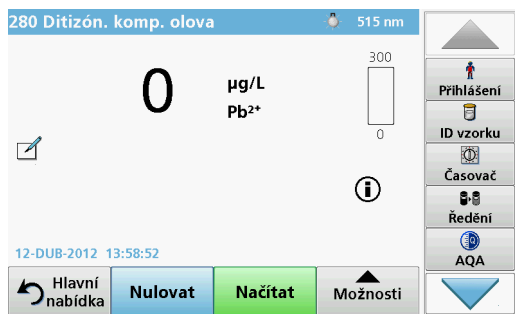 280 Ditizón. komp. olova
515 nm
0
µg/L
Pb²⁺
300
0
12-DUB-2012 13:58:52
Hlavní
nabídka
Nulovat
Načítat
Možnosti
Přihlášení
ID vzorku
Časovač
Ředění
AQA